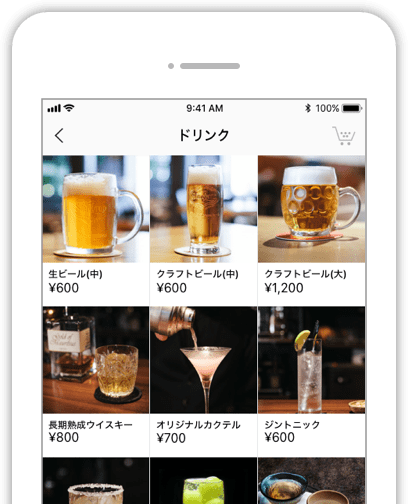 9:41 AM
100%
ドリンク
生ビール(中)
¥600
クラフトビール(中)
¥600
クラフトビール(大)
¥1,200
長期熟成ウイスキー
¥800
オリジナルカクテル
¥700
ジントニック
¥600